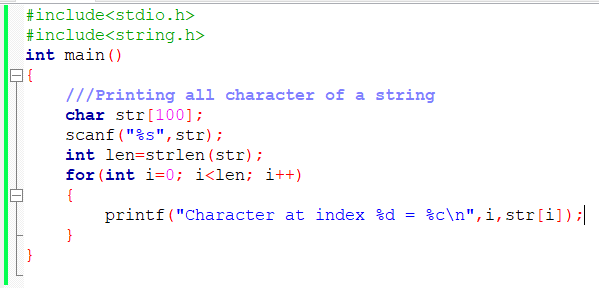 #include<stdio.h>
#include<string.h>
int main()
{
///Printing all character of a string
char str[100];
scanf("%s",str);
int len=strlen(str);
for(int i=0; i<len; i++)
{
printf("Character at index %d = %c\n",i,str[i]);
}
}